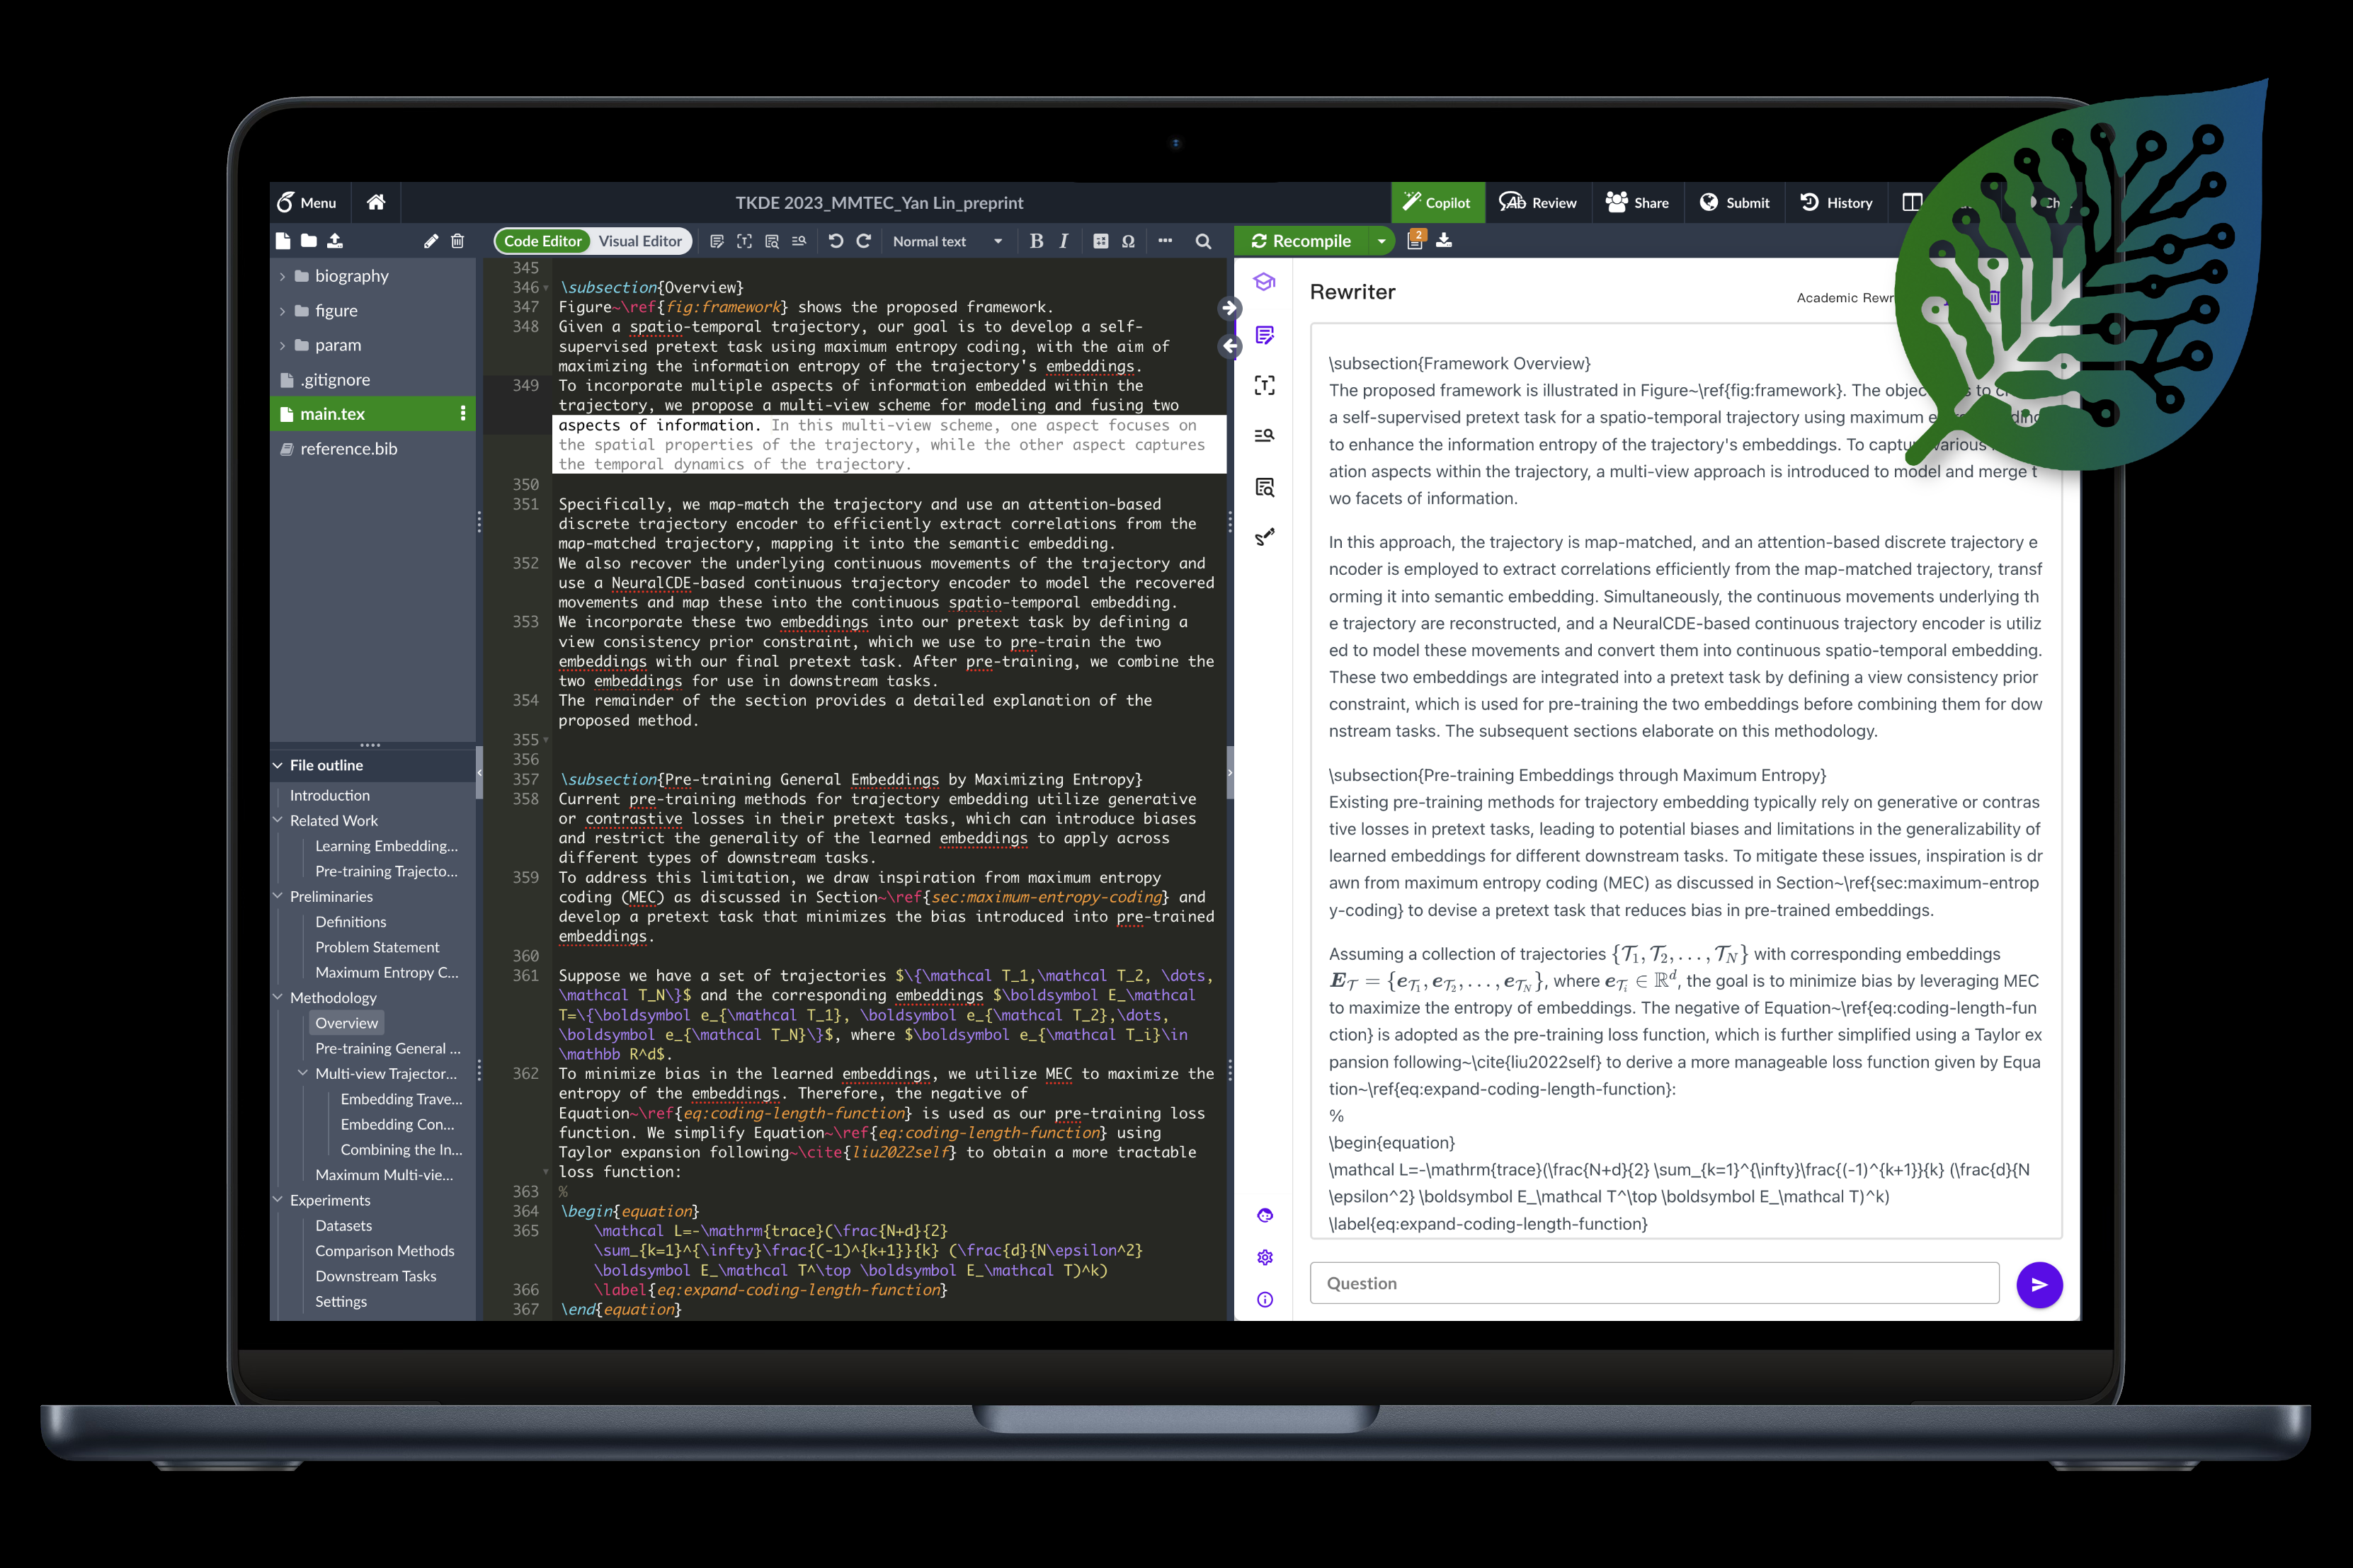 Menu
TKDE 2023_MMTEC_Yan Lin_preprint
Copilot
Review
Share
Submit
History
Code Editor
Visual Editor
Normal text
B I
Ω
Recompile
2
biography
figure
param
.gitignore
main.tex
reference.bib
File outline
Introduction
Related Work
Learning Embedding...
Pre-training Trajecto...
Preliminaries
Definitions
Problem Statement
Maximum Entropy C...
Methodology
Overview
Pre-training General ...
Multi-view Trajector...
Embedding Trave...
Embedding Con...
Combining the In...
Maximum Multi-vie...
Experiments
Datasets
Comparison Methods
Downstream Tasks
Settings
345
346 \subsection{Overview}
347 Figure~\ref{fig:framework} shows the proposed framework.
348 Given a spatio-temporal trajectory, our goal is to develop a self-
supervised pretext task using maximum entropy coding, with the aim of
maximizing the information entropy of the trajectory's embeddings.
349 To incorporate multiple aspects of information embedded within the
trajectory, we propose a multi-view scheme for modeling and fusing two
aspects of information. In this multi-view scheme, one aspect focuses on
the spatial properties of the trajectory, while the other aspect captures
the temporal dynamics of the trajectory.
350
351 Specifically, we map-match the trajectory and use an attention-based
discrete trajectory encoder to efficiently extract correlations from the
map-matched trajectory, mapping it into the semantic embedding.
352 We also recover the underlying continuous movements of the trajectory and
use a NeuralCDE-based continuous trajectory encoder to model the recovered
movements and map these into the continuous spatio-temporal embedding.
353 We incorporate these two embeddings into our pretext task by defining a
view consistency prior constraint, which we use to pre-train the two
embeddings with our final pretext task. After pre-training, we combine the
two embeddings for use in downstream tasks.
354 The remainder of the section provides a detailed explanation of the
proposed method.
355
356
357 \subsection{Pre-training General Embeddings by Maximizing Entropy}
358 Current pre-training methods for trajectory embedding utilize generative
or contrastive losses in their pretext tasks, which can introduce biases
and restrict the generality of the learned embeddings to apply across
different types of downstream tasks.
359 To address this limitation, we draw inspiration from maximum entropy
coding (MEC) as discussed in Section~\ref{sec:maximum-entropy-coding} and
develop a pretext task that minimizes the bias introduced into pre-trained
embeddings.
360
361 Suppose we have a set of trajectories $\{\mathcal T_1,\mathcal T_2, \dots,
\mathcal T_N\}$ and the corresponding embeddings $\boldsymbol E_\mathcal
T=\{\boldsymbol e_{\mathcal T_1}, \boldsymbol e_{\mathcal T_2},\dots,
\boldsymbol e_{\mathcal T_N}\}$, where $\boldsymbol e_{\mathcal T_i}\in
\mathbb R^d$.
362 To minimize bias in the learned embeddings, we utilize MEC to maximize the
entropy of the embeddings. Therefore, the negative of
Equation~\ref{eq:coding-length-function} is used as our pre-training loss
function. We simplify Equation~\ref{eq:coding-length-function} using
Taylor expansion following~\cite{liu2022self} to obtain a more tractable
loss function:
363 %
364 \begin{equation}
365 \mathcal L=-\mathrm{trace}(\frac{N+d}{2}
\sum_{k=1}^{\infty}\frac{(-1)^{k+1}}{k} (\frac{d}{N\epsilon^2}
\boldsymbol E_\mathcal T^\top \boldsymbol E_\mathcal T)^k)
366 \label{eq:expand-coding-length-function}
367 \end{equation}
Rewriter
Academic Rewr
\subsection{Framework Overview}
The proposed framework is illustrated in Figure~\ref{fig:framework}. The objec s to c
a self-supervised pretext task for a spatio-temporal trajectory using maximum e ding
to enhance the information entropy of the trajectory's embeddings. To captu arious
ation aspects within the trajectory, a multi-view approach is introduced to model and merge t
wo facets of information.
In this approach, the trajectory is map-matched, and an attention-based discrete trajectory e
ncoder is employed to extract correlations efficiently from the map-matched trajectory, transf
orming it into semantic embedding. Simultaneously, the continuous movements underlying th
e trajectory are reconstructed, and a NeuralCDE-based continuous trajectory encoder is utiliz
ed to model these movements and convert them into continuous spatio-temporal embedding.
These two embeddings are integrated into a pretext task by defining a view consistency prior
constraint, which is used for pre-training the two embeddings before combining them for dow
nstream tasks. The subsequent sections elaborate on this methodology.
\subsection{Pre-training Embeddings through Maximum Entropy}
Existing pre-training methods for trajectory embedding typically rely on generative or contras
tive losses in pretext tasks, leading to potential biases and limitations in the generalizability of
learned embeddings for different downstream tasks. To mitigate these issues, inspiration is dr
awn from maximum entropy coding (MEC) as discussed in Section~\ref{sec:maximum-entrop
y-coding} to devise a pretext task that reduces bias in pre-trained embeddings.
Assuming a collection of trajectories {𝒯₁, 𝒯₂, . . . , 𝒯_N} with corresponding embeddings
E_𝒯 = {e_𝒯₁, e_𝒯₂, . . . , e_𝒯_N}, where e_𝒯ᵢ ∈ ℝᵈ, the goal is to minimize bias by leveraging MEC
to maximize the entropy of embeddings. The negative of Equation~\ref{eq:coding-length-fun
ction} is adopted as the pre-training loss function, which is further simplified using a Taylor ex
pansion following~\cite{liu2022self} to derive a more manageable loss function given by Equa
tion~\ref{eq:expand-coding-length-function}:
%
\begin{equation}
\mathcal L=-\mathrm{trace}(\frac{N+d}{2} \sum_{k=1}^{\infty}\frac{(-1)^{k+1}}{k} (\frac{d}{N
\epsilon^2} \boldsymbol E_\mathcal T^\top \boldsymbol E_\mathcal T)^k)
\label{eq:expand-coding-length-function}
Question